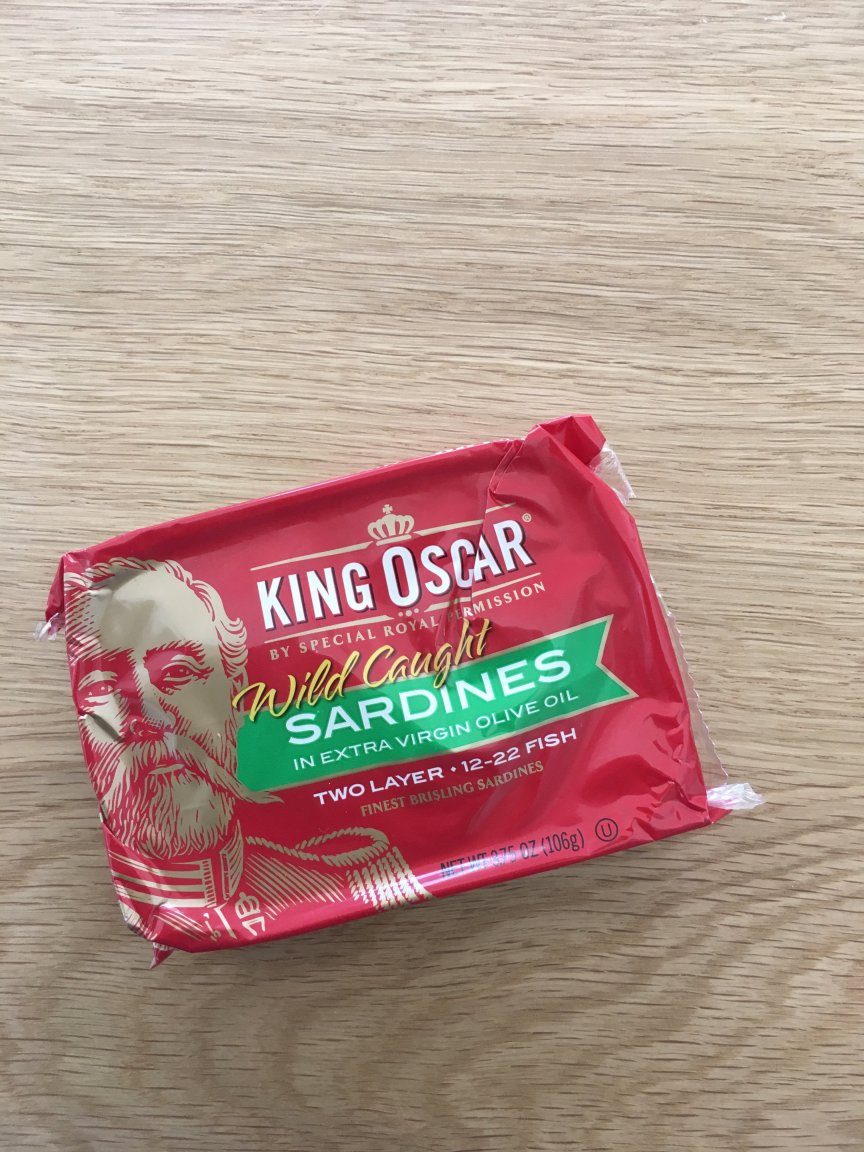 KING OSCAR®
BY SPECIAL ROYAL PERMISSION
Wild Caught
SARDINES
IN EXTRA VIRGIN OLIVE OIL
TWO LAYER • 12-22 FISH
FINEST BRISLING SARDINES
NET WT 3.75 OZ (106g) Ⓤ